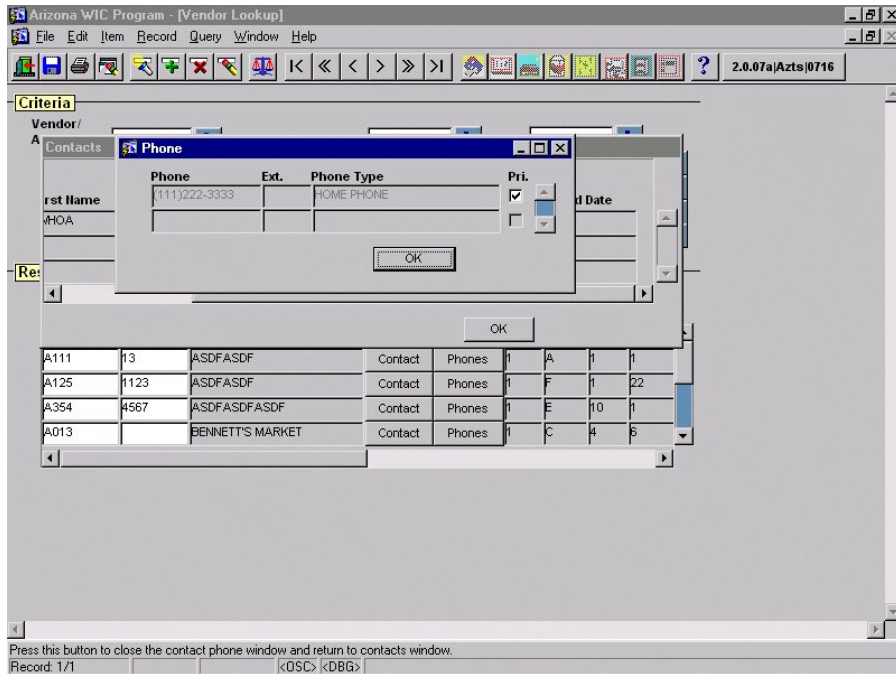 Arizona WIC Program - [Vendor Lookup]
File Edit Item Record Query Window Help
? 2.0.07a|Azts|0716
Criteria
Vendor/
A
Contacts
Phone
Phone Ext. Phone Type Pri.
(111)222-3333 HOME PHONE
rst Name d Date
WHOA
OK
Res
OK
A111 13 ASDFASDF Contact Phones 1 A 1 1
A125 1123 ASDFASDF Contact Phones 1 F 1 22
A354 4567 ASDFASDFASDF Contact Phones 1 E 10 1
A013 BENNETT'S MARKET Contact Phones 1 C 4 6
Press this button to close the contact phone window and return to contacts window.
Record: 1/1 <OSC> <DBG>